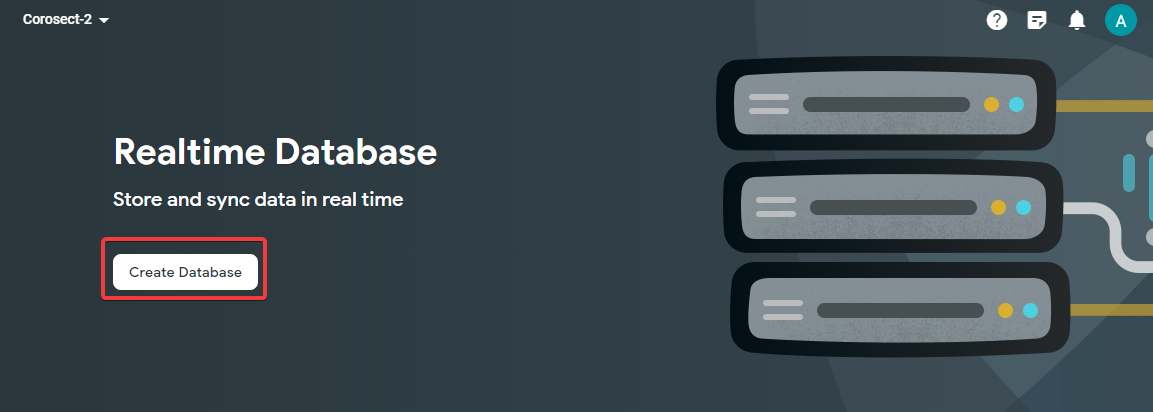 Corosect-2
A
Realtime Database
Store and sync data in real time
Create Database